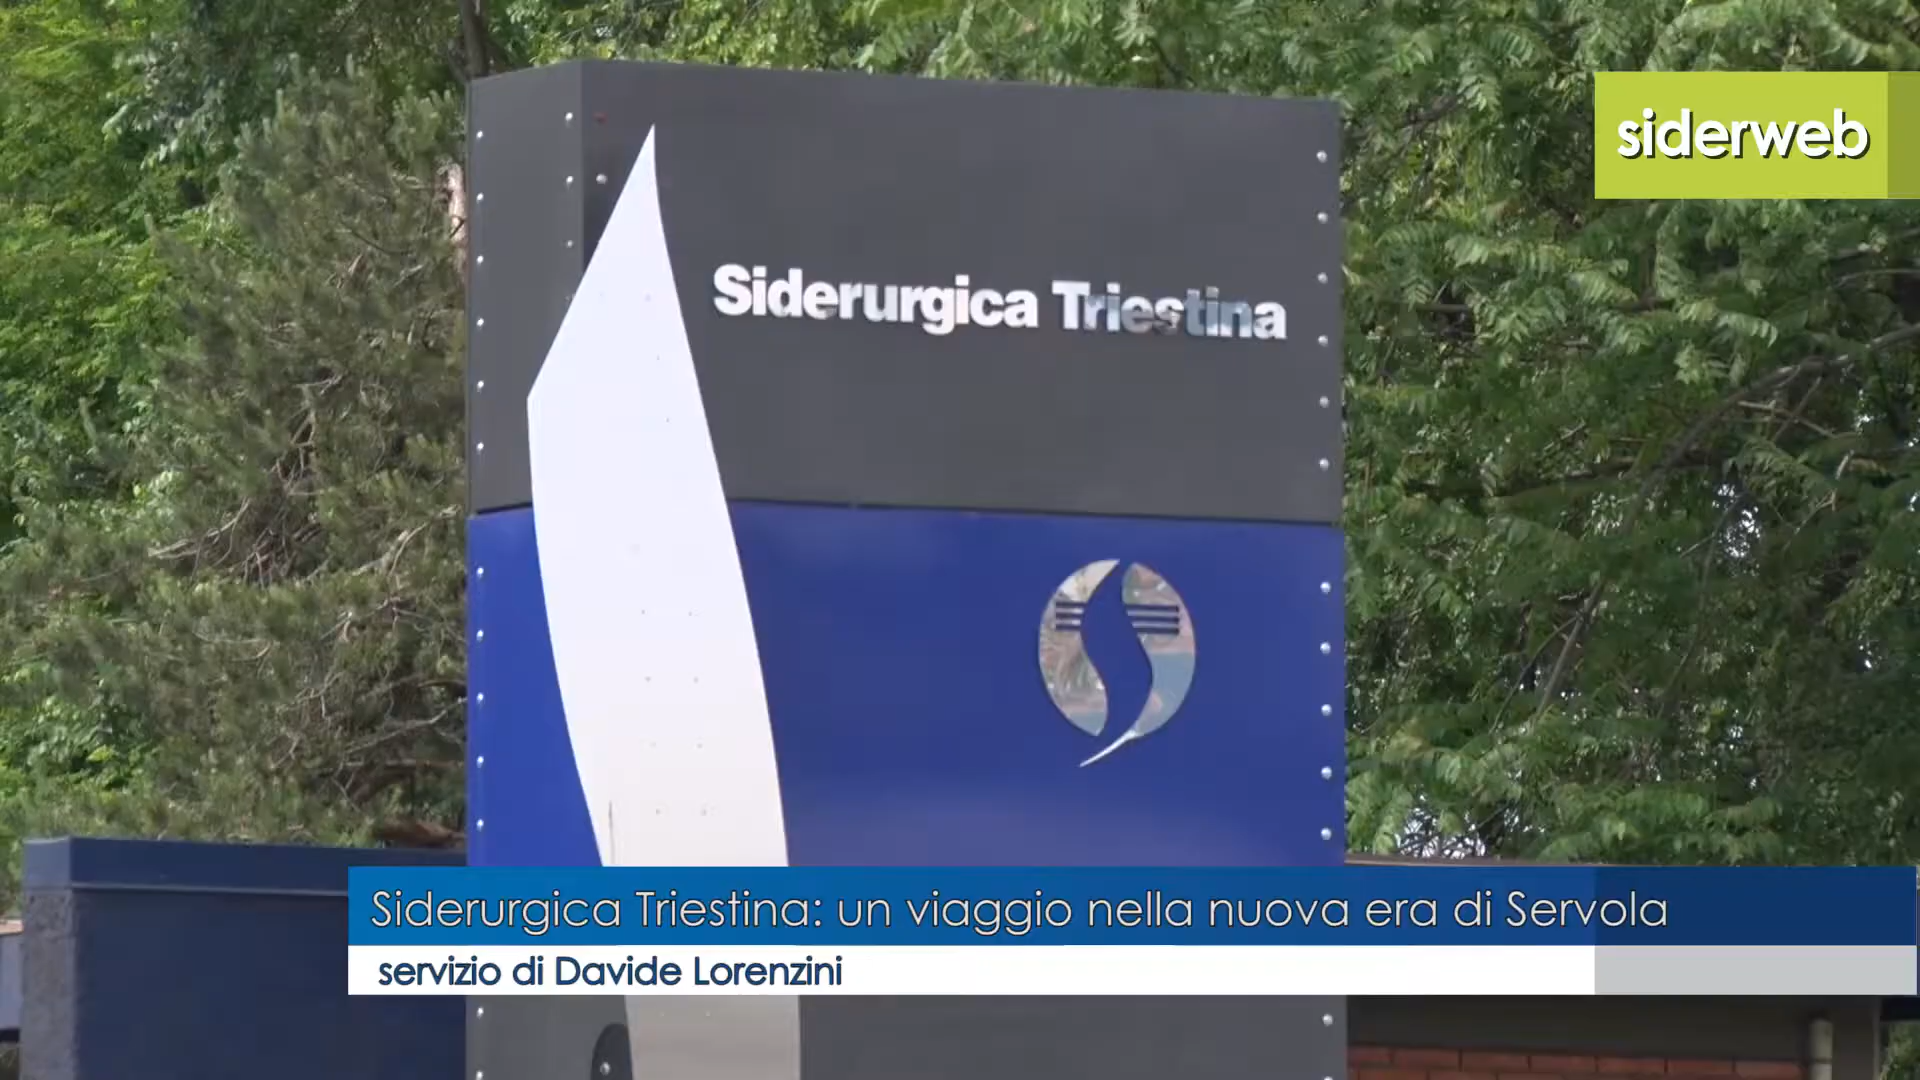 siderweb
Siderurgica Triestina
Siderurgica Triestina: un viaggio nella nuova era di Servola
servizio di Davide Lorenzini